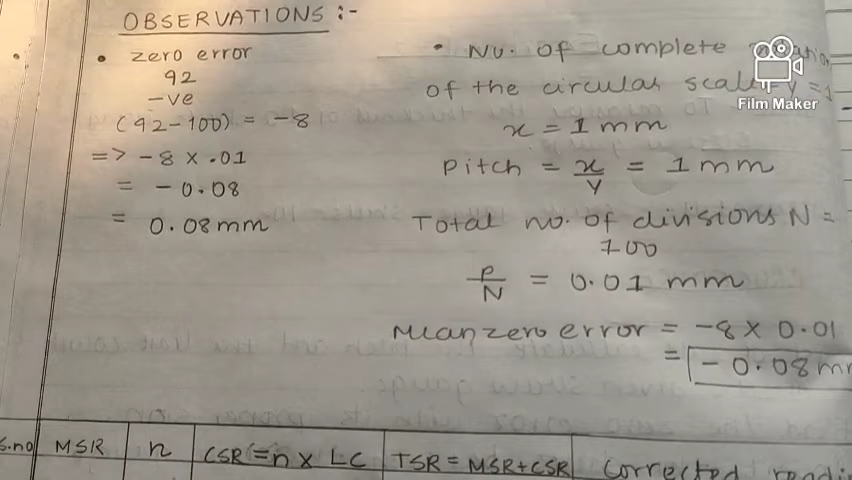 OBSERVATIONS :-
• zero error
92
-ve
(92-100) = -8
=> -8 x .01
= -0.08
= 0.08mm
• No. of complete
of the circular scale = y = 1
x = 1 mm
Pitch = x/y = 1 mm
Total no. of divisions N =
100
P/N = 0.01 mm
Mean zero error = -8 x 0.01
= -0.08
Film Maker
S.no MSR n CSR = n x LC TSR = MSR+CSR Corrected